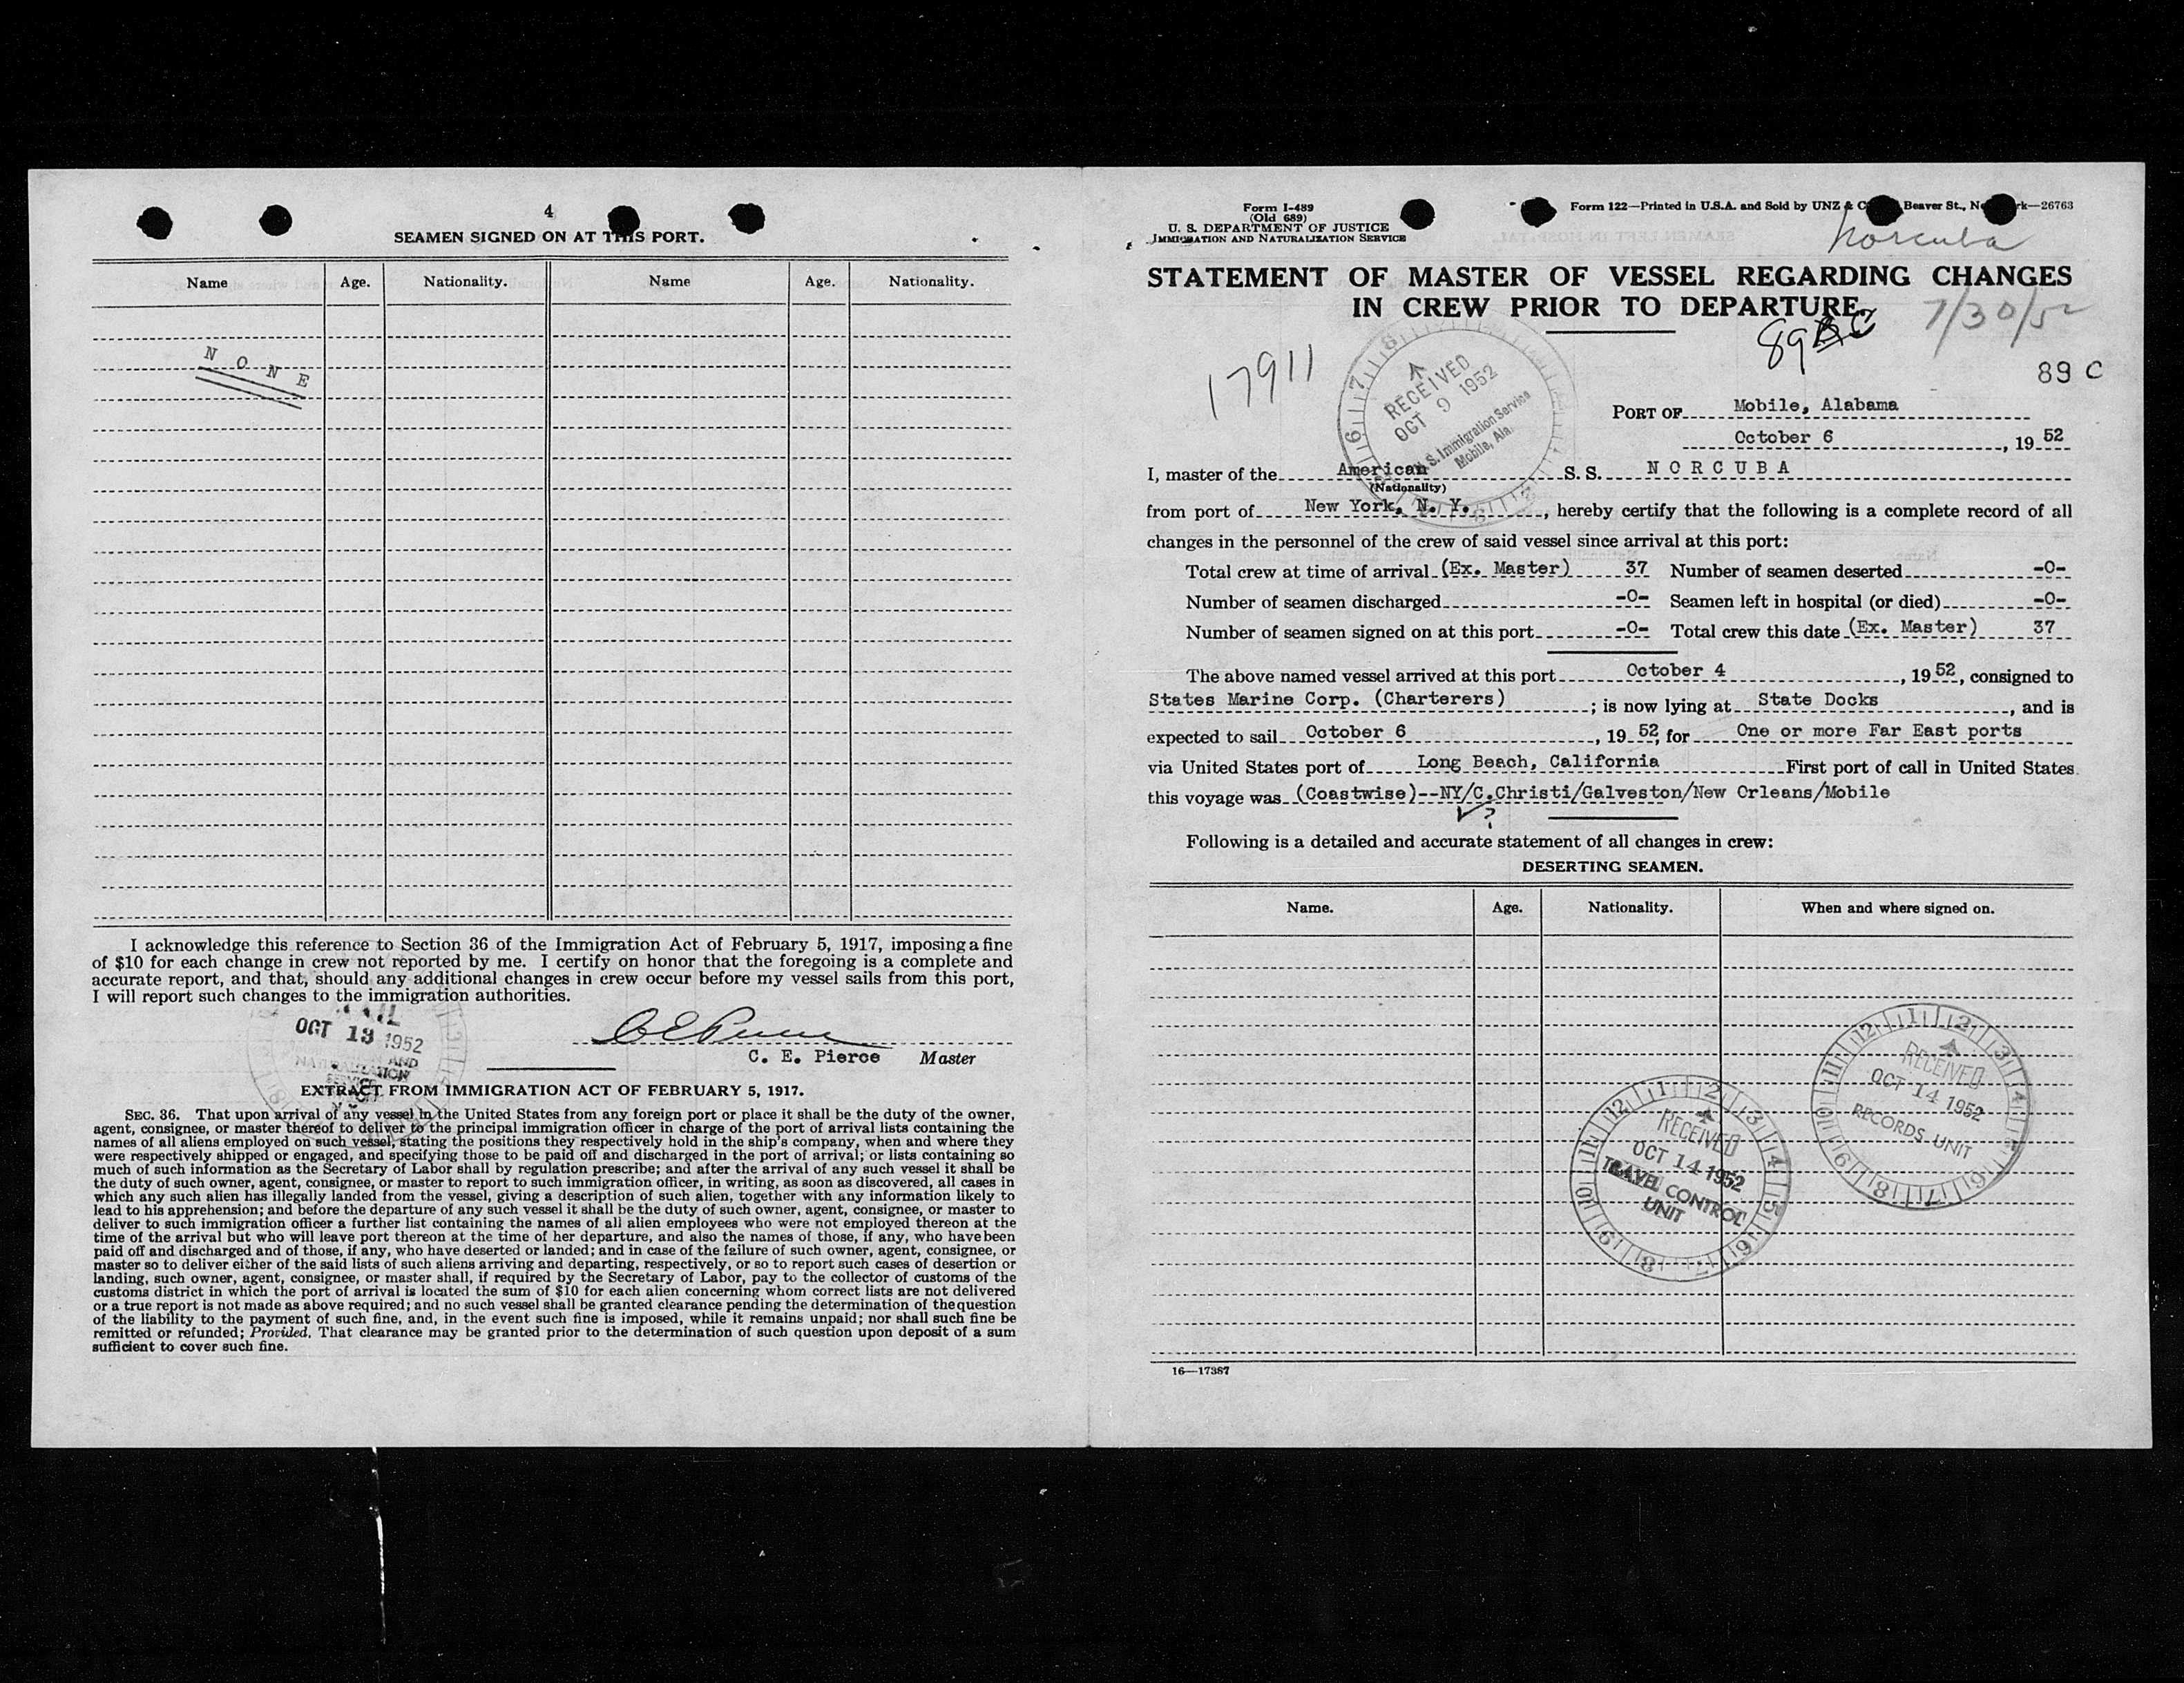 4
SEAMEN SIGNED ON AT THIS PORT.
Name Age. Nationality. Name Age. Nationality.
N O N E
I acknowledge this reference to Section 36 of the Immigration Act of February 5, 1917, imposing a fine
of $10 for each change in crew not reported by me. I certify on honor that the foregoing is a complete and
accurate report, and that, should any additional changes in crew occur before my vessel sails from this port,
I will report such changes to the immigration authorities.
OCT 13 1952
C. E. Pierce Master
EXTRACT FROM IMMIGRATION ACT OF FEBRUARY 5, 1917.
SEC. 36. That upon arrival of any vessel in the United States from any foreign port or place it shall be the duty of the owner,
agent, consignee, or master thereof to deliver to the principal immigration officer in charge of the port of arrival lists containing the
names of all aliens employed on such vessel, stating the positions they respectively hold in the ship's company, when and where they
were respectively shipped or engaged, and specifying those to be paid off and discharged in the port of arrival; or lists containing so
much of such information as the Secretary of Labor shall by regulation prescribe; and after the arrival of any such vessel it shall be
the duty of such owner, agent, consignee, or master to report to such immigration officer, in writing, as soon as discovered, all cases in
which any such alien has illegally landed from the vessel, giving a description of such alien, together with any information likely to
lead to his apprehension; and before the departure of any such vessel it shall be the duty of such owner, agent, consignee, or master to
deliver to such immigration officer a further list containing the names of all alien employees who were not employed thereon at the
time of the arrival but who will leave port thereon at the time of her departure, and also the names of those, if any, who have been
paid off and discharged and of those, if any, who have deserted or landed; and in case of the failure of such owner, agent, consignee, or
master so to deliver either of the said lists of such aliens arriving and departing, respectively, or so to report such cases of desertion or
landing, such owner, agent, consignee, or master shall, if required by the Secretary of Labor, pay to the collector of customs of the
customs district in which the port of arrival is located the sum of $10 for each alien concerning whom correct lists are not delivered
or a true report is not made as above required; and no such vessel shall be granted clearance pending the determination of the question
of the liability to the payment of such fine, and, in the event such fine is imposed, while it remains unpaid; nor shall such fine be
remitted or refunded; Provided, That clearance may be granted prior to the determination of such question upon deposit of a sum
sufficient to cover such fine.
Form I-489
(Old 689)
U. S. DEPARTMENT OF JUSTICE
IMMIGRATION AND NATURALIZATION SERVICE
Form 122—Printed in U.S.A. and Sold by UNZ & Beaver St., 26763
Norcuba
STATEMENT OF MASTER OF VESSEL REGARDING CHANGES
IN CREW PRIOR TO DEPARTURE.
7/30/52
17911
89 C
89 C
RECEIVED
OCT 9 1952
U. S. Immigration Service
Mobile, Ala.
PORT OF Mobile, Alabama
October 6, 19 52
I, master of the American S. S. N O R C U B A
(Nationality)
from port of New York, N. Y., hereby certify that the following is a complete record of all
changes in the personnel of the crew of said vessel since arrival at this port:
Total crew at time of arrival (Ex. Master) 37 Number of seamen deserted -0-
Number of seamen discharged -0- Seamen left in hospital (or died) -0-
Number of seamen signed on at this port -0- Total crew this date (Ex. Master) 37
The above named vessel arrived at this port October 4, 19 52, consigned to
States Marine Corp. (Charterers); is now lying at State Docks, and is
expected to sail October 6, 19 52, for One or more Far East ports
via United States port of Long Beach, California First port of call in United States
this voyage was (Coastwise)--NY/C.Christi/Galveston/New Orleans/Mobile
?
Following is a detailed and accurate statement of all changes in crew:
DESERTING SEAMEN.
Name. Age. Nationality. When and where signed on.
RECEIVED
OCT 14 1952
RECORDS UNIT
RECEIVED
OCT 14 1952
TRAVEL CONTROL
UNIT
16—17387